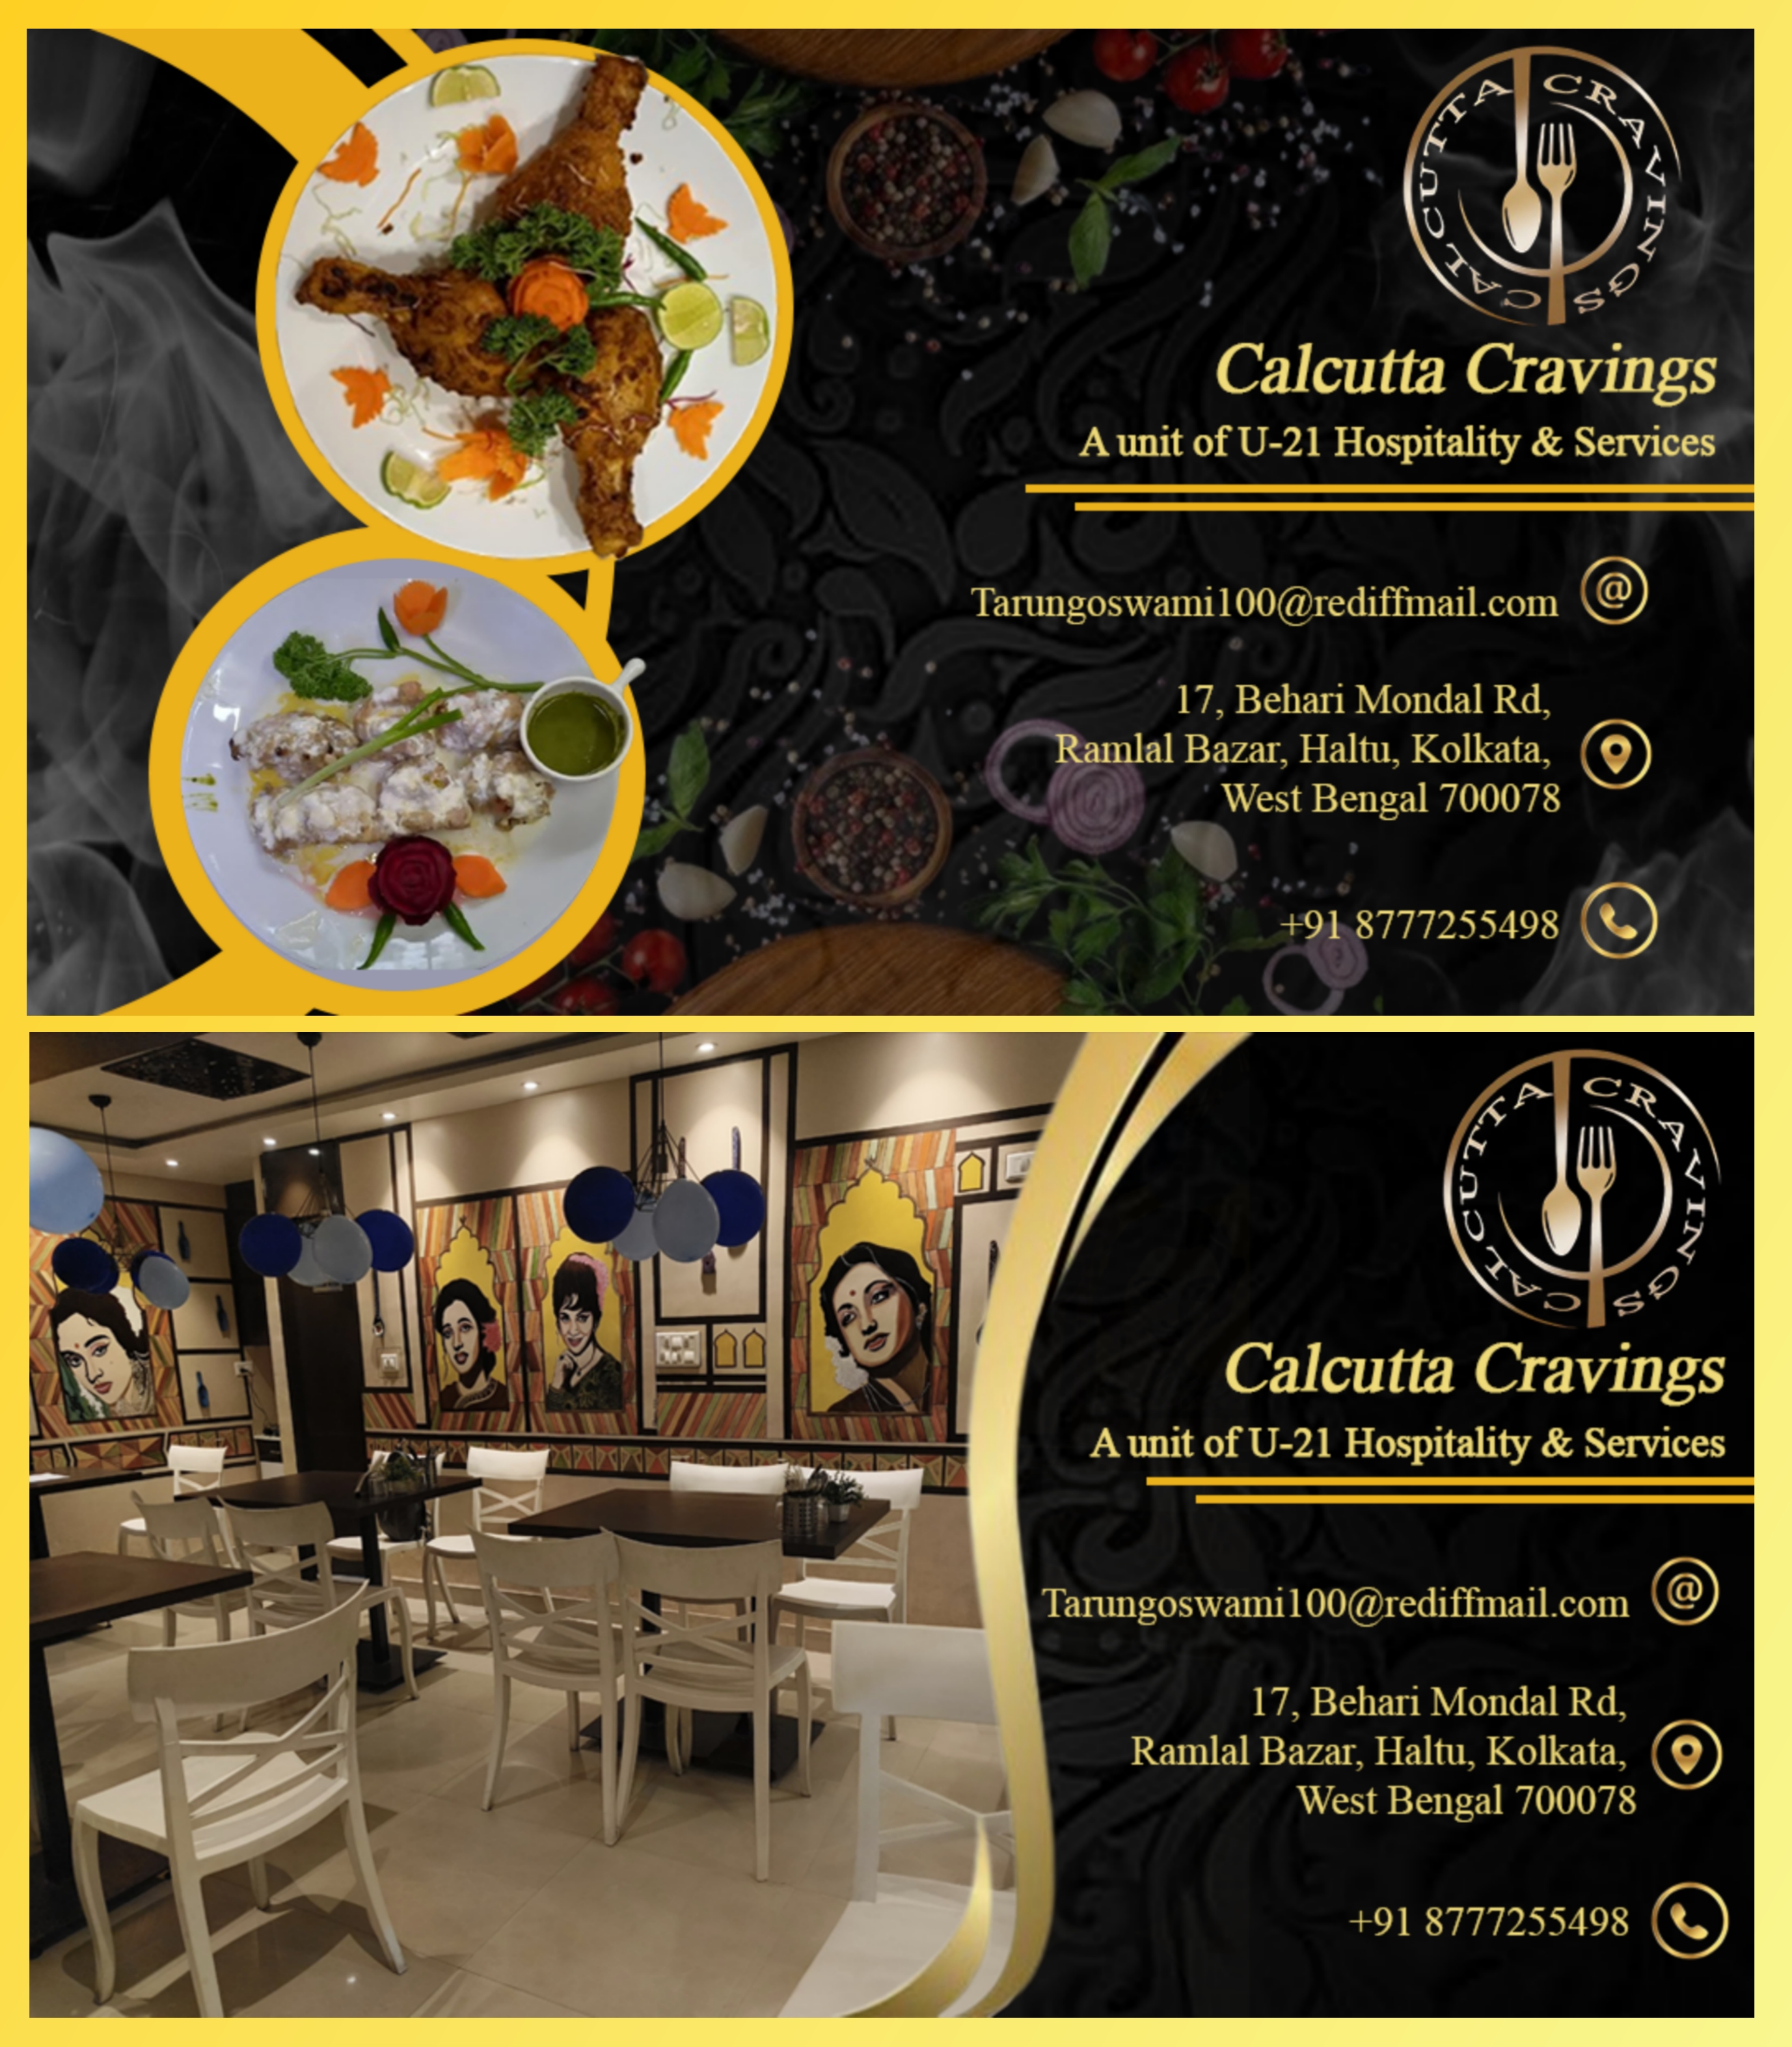 CALCUTTA CRAVINGS
Calcutta Cravings
A unit of U-21 Hospitality & Services
Tarungoswami100@rediffmail.com
17, Behari Mondal Rd,
Ramlal Bazar, Haltu, Kolkata,
West Bengal 700078
+91 8777255498
CALCUTTA CRAVINGS
Calcutta Cravings
A unit of U-21 Hospitality & Services
Tarungoswami100@rediffmail.com
17, Behari Mondal Rd,
Ramlal Bazar, Haltu, Kolkata,
West Bengal 700078
+91 8777255498